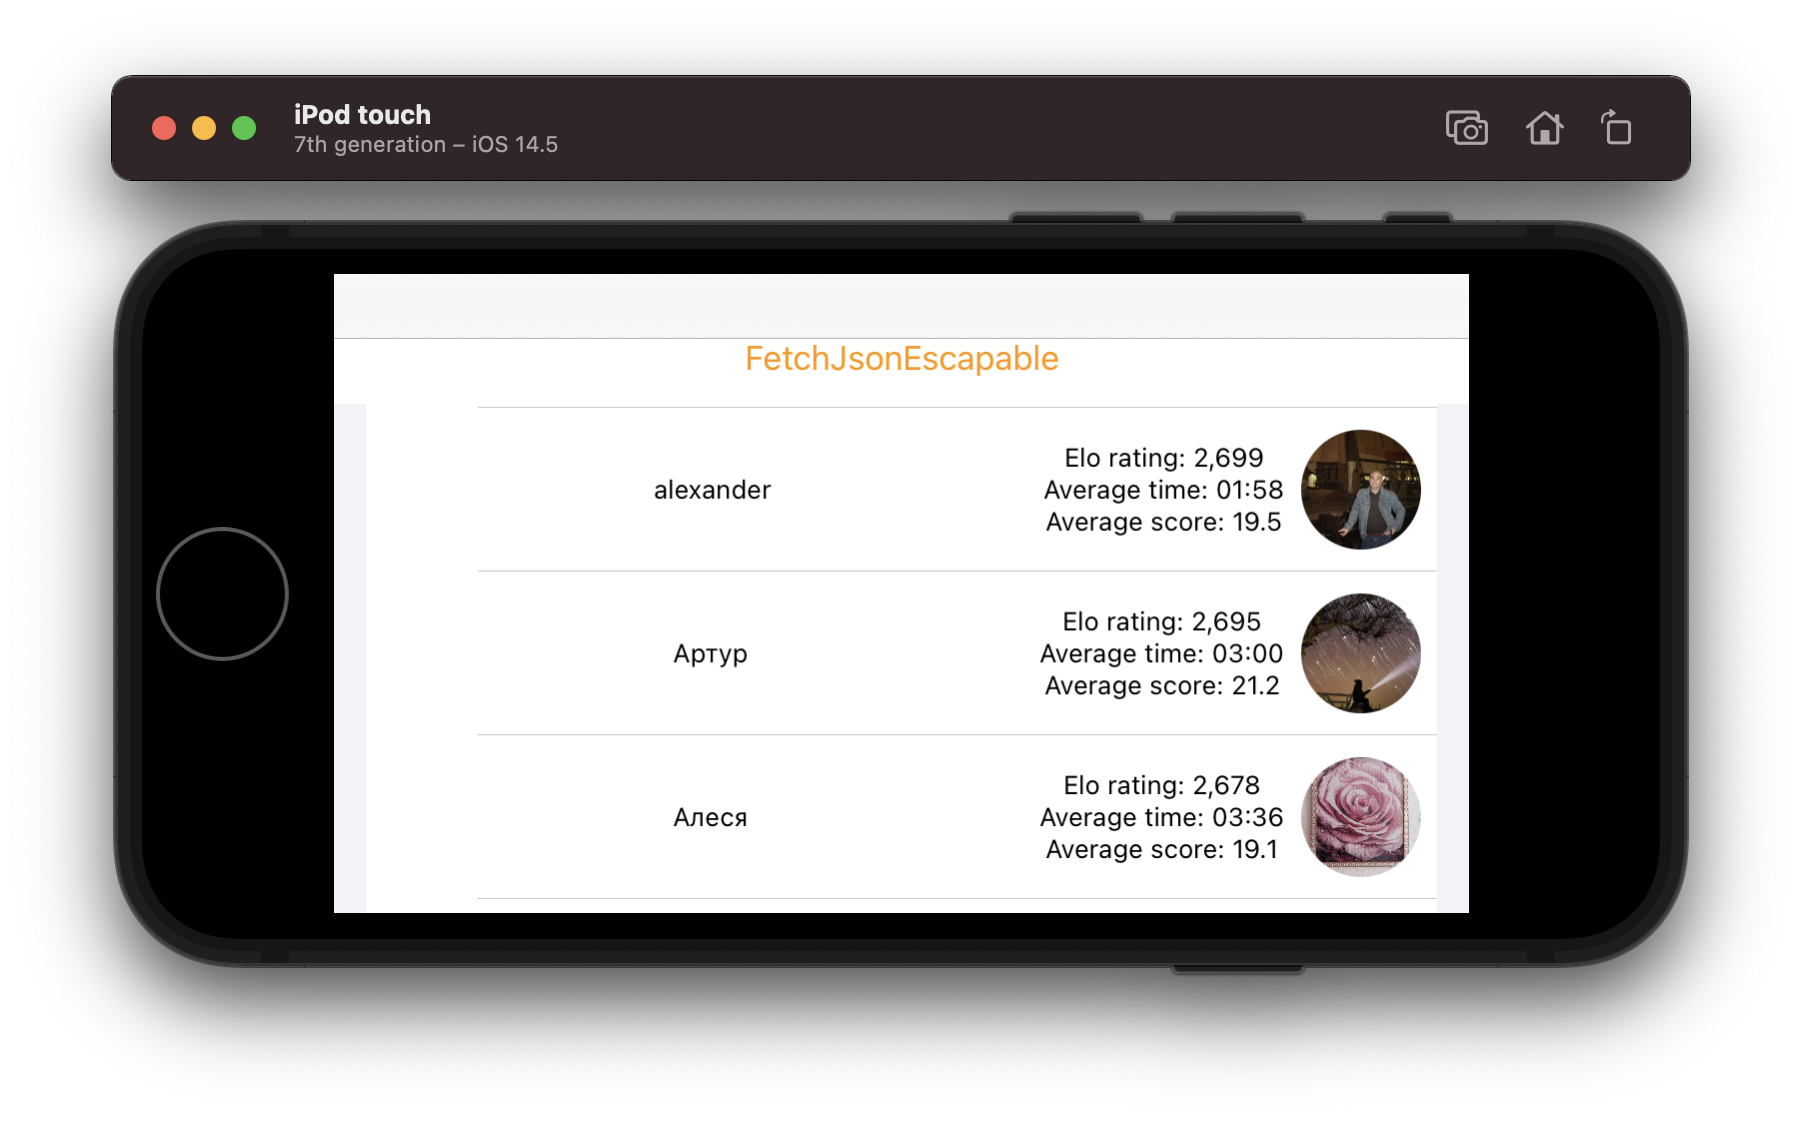 iPod touch
7th generation – iOS 14.5
FetchJsonEscapable
alexander
Elo rating: 2,699
Average time: 01:58
Average score: 19.5
Артур
Elo rating: 2,695
Average time: 03:00
Average score: 21.2
Алеся
Elo rating: 2,678
Average time: 03:36
Average score: 19.1